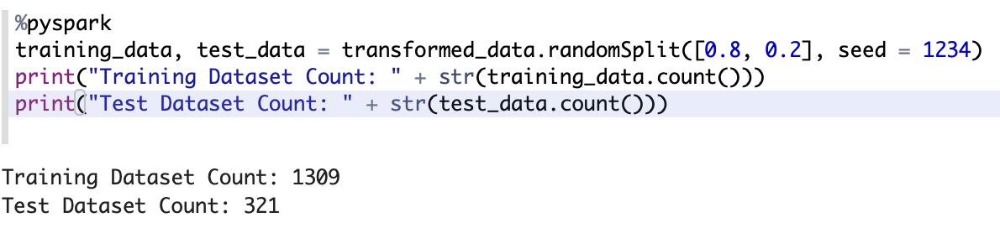 %pyspark
training_data, test_data = transformed_data.randomSplit([0.8, 0.2], seed = 1234)
print("Training Dataset Count: " + str(training_data.count()))
print("Test Dataset Count: " + str(test_data.count()))
Training Dataset Count: 1309
Test Dataset Count: 321